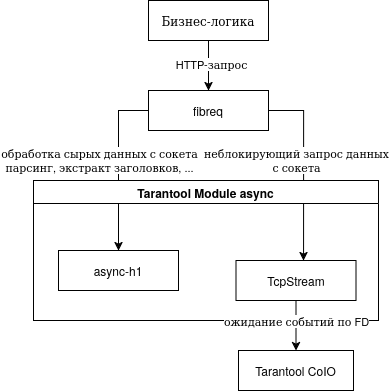 Бизнес-логика
HTTP-запрос
fibreq
обработка сырых данных с сокета
парсинг, экстракт заголовков, ...
неблокирующий запрос данных
с сокета
Tarantool Module async
async-h1
TcpStream
ожидание событий по FD
Tarantool CoIO